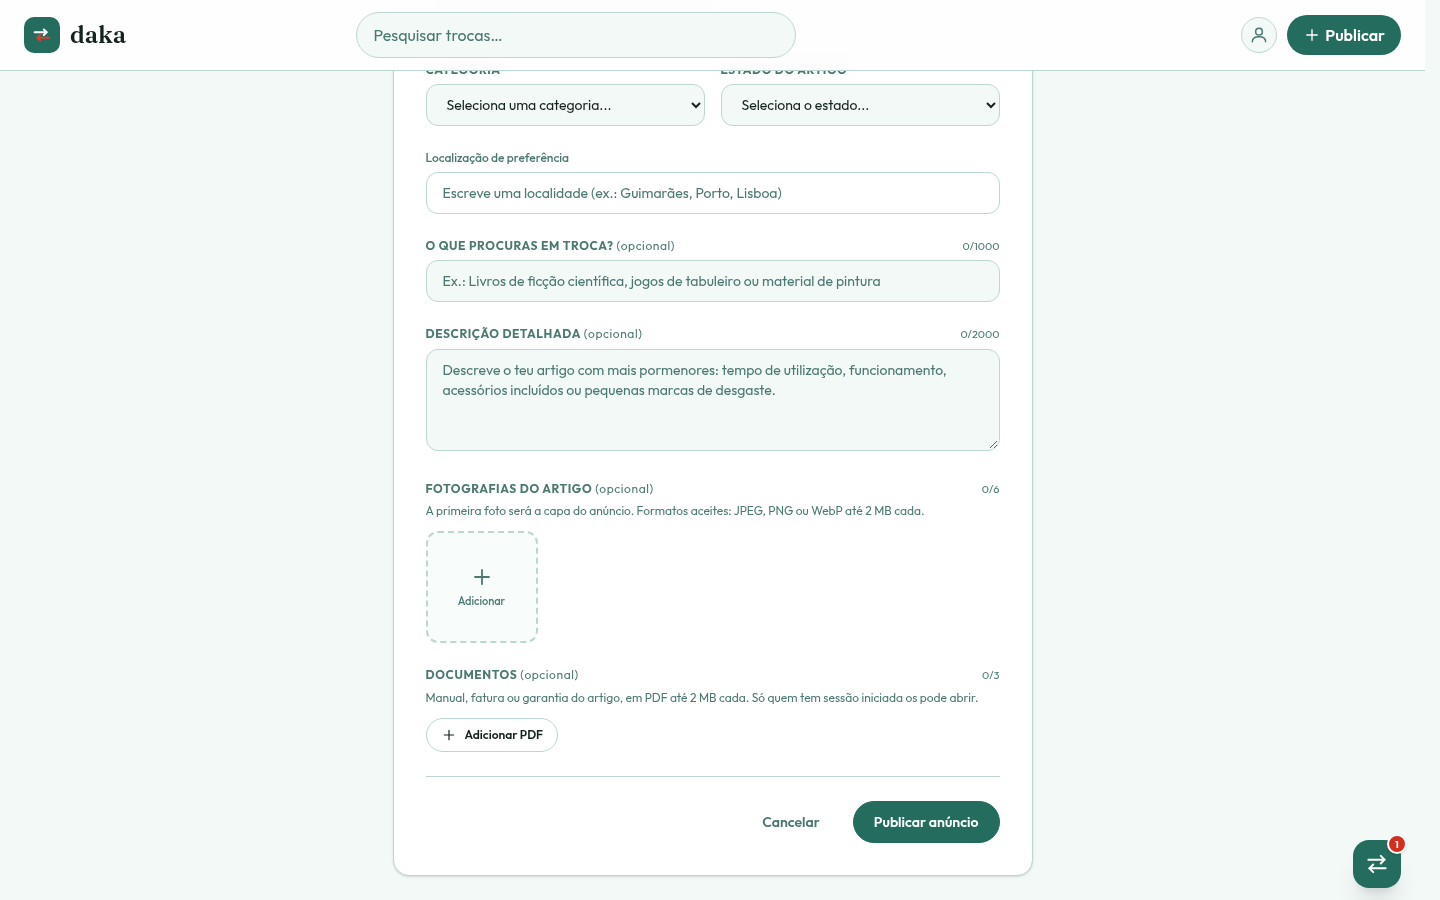 daka
Pesquisar trocas...
Publicar
CATEGORIA
ESTADO DO ARTIGO
Seleciona uma categoria...
Seleciona o estado...
Localização de preferência
Escreve uma localidade (ex.: Guimarães, Porto, Lisboa)
O QUE PROCURAS EM TROCA? (opcional)
0/1000
Ex.: Livros de ficção científica, jogos de tabuleiro ou material de pintura
DESCRIÇÃO DETALHADA (opcional)
0/2000
Descreve o teu artigo com mais pormenores: tempo de utilização, funcionamento,
acessórios incluídos ou pequenas marcas de desgaste.
FOTOGRAFIAS DO ARTIGO (opcional)
0/6
A primeira foto será a capa do anúncio. Formatos aceites: JPEG, PNG ou WebP até 2 MB cada.
Adicionar
DOCUMENTOS (opcional)
0/3
Manual, fatura ou garantia do artigo, em PDF até 2 MB cada. Só quem tem sessão iniciada os pode abrir.
Adicionar PDF
Cancelar
Publicar anúncio
1